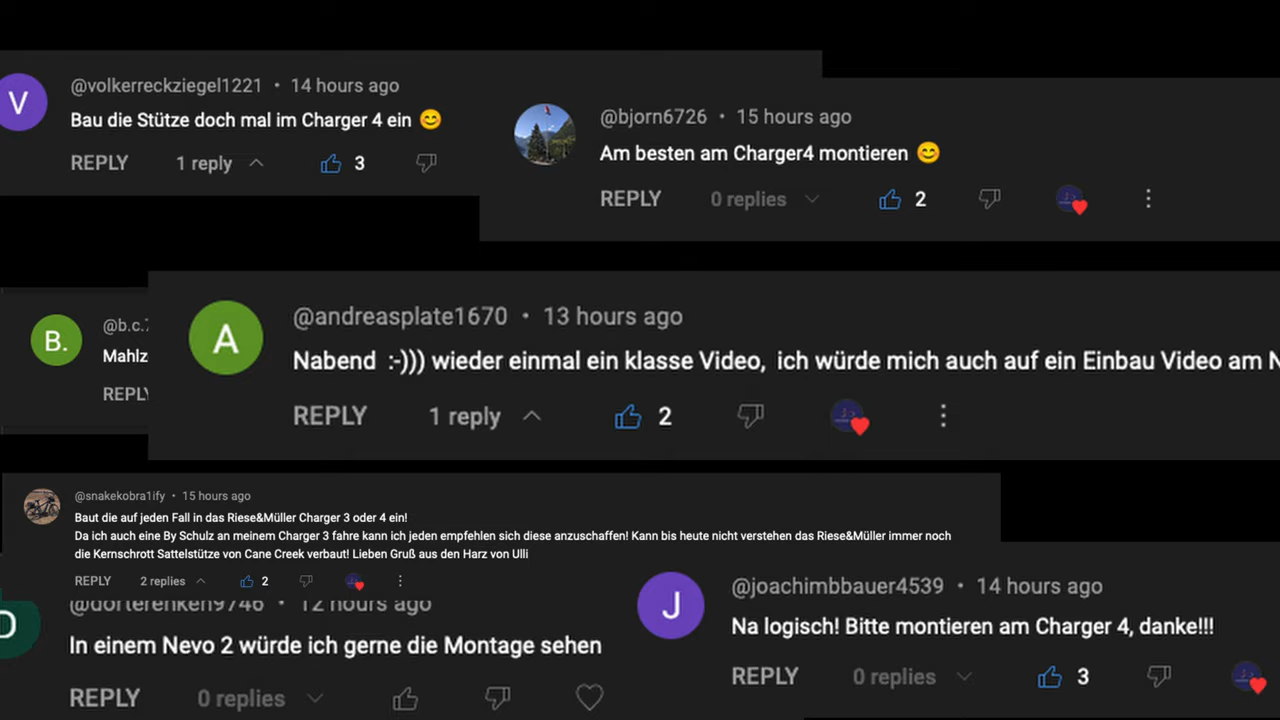 V
@volkerreckziegel1221 • 14 hours ago
Bau die Stütze doch mal im Charger 4 ein 😊
REPLY 1 reply 3
@bjorn6726 • 15 hours ago
Am besten am Charger4 montieren 😊
REPLY 0 replies 2
B.
@b.c.7
Mahlz
REPLY
A
@andreasplate1670 • 13 hours ago
Nabend :-))) wieder einmal ein klasse Video, ich würde mich auch auf ein Einbau Video am N
REPLY 1 reply 2
@snakekobra1ify • 15 hours ago
Baut die auf jeden Fall in das Riese&Müller Charger 3 oder 4 ein!
Da ich auch eine By Schulz an meinem Charger 3 fahre kann ich jeden empfehlen sich diese anzuschaffen! Kann bis heute nicht verstehen das Riese&Müller immer noch
die Kernschrott Sattelstütze von Cane Creek verbaut! Lieben Gruß aus den Harz von Ulli
REPLY 2 replies 2
D
@dorterenken9746 • 12 hours ago
In einem Nevo 2 würde ich gerne die Montage sehen
REPLY 0 replies
J
@joachimbbauer4539 • 14 hours ago
Na logisch! Bitte montieren am Charger 4, danke!!!
REPLY 0 replies 3